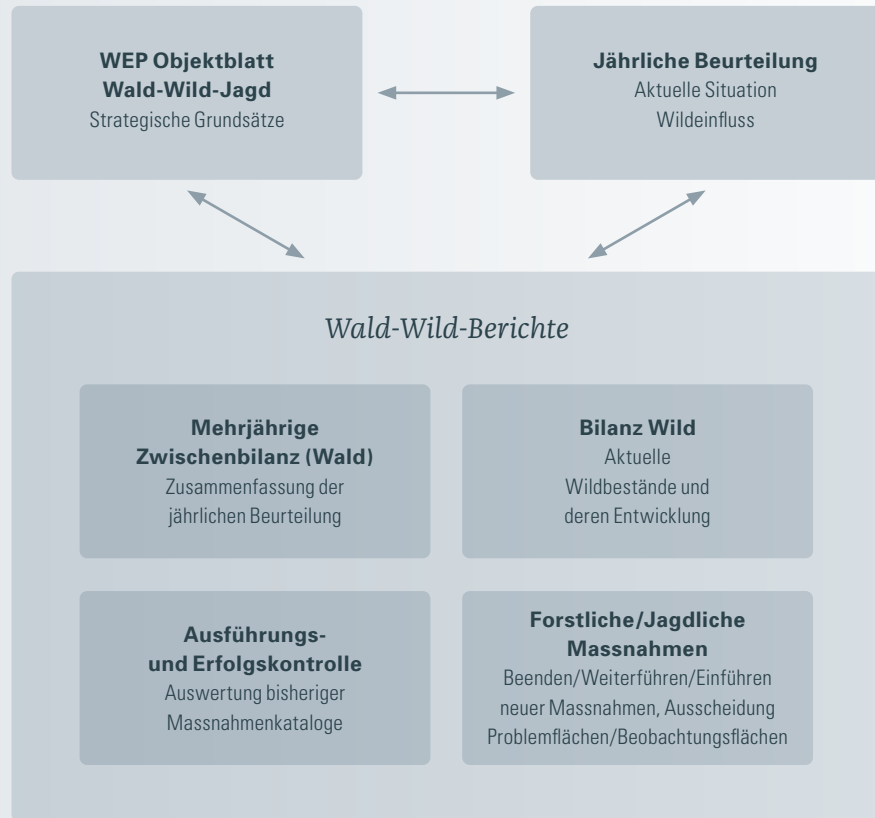 WEP Objektblatt
Wald-Wild-Jagd
Strategische Grundsätze
Jährliche Beurteilung
Aktuelle Situation
Wildeinfluss
Wald-Wild-Berichte
Mehrjährige
Zwischenbilanz (Wald)
Zusammenfassung der
jährlichen Beurteilung
Bilanz Wild
Aktuelle
Wildbestände und
deren Entwicklung
Ausführungs-
und Erfolgskontrolle
Auswertung bisheriger
Massnahmenkataloge
Forstliche/Jagdliche
Massnahmen
Beenden/Weiterführen/Einführen
neuer Massnahmen, Ausscheidung
Problemflächen/Beobachtungsflächen